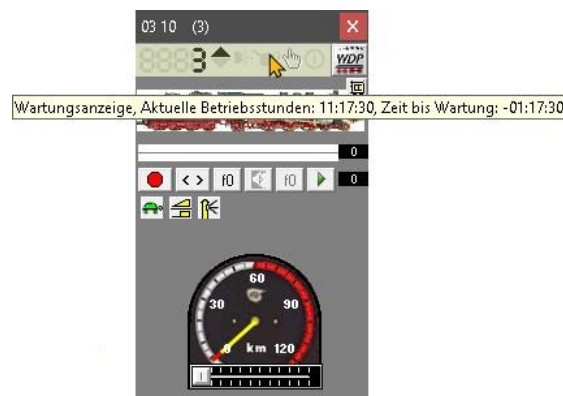 03 10 (3)
3
WDP
Wartungsanzeige, Aktuelle Betriebsstunden: 11:17:30, Zeit bis Wartung: -01:17:30
0
< > f0 f0 0
60
30 90
0 km 120